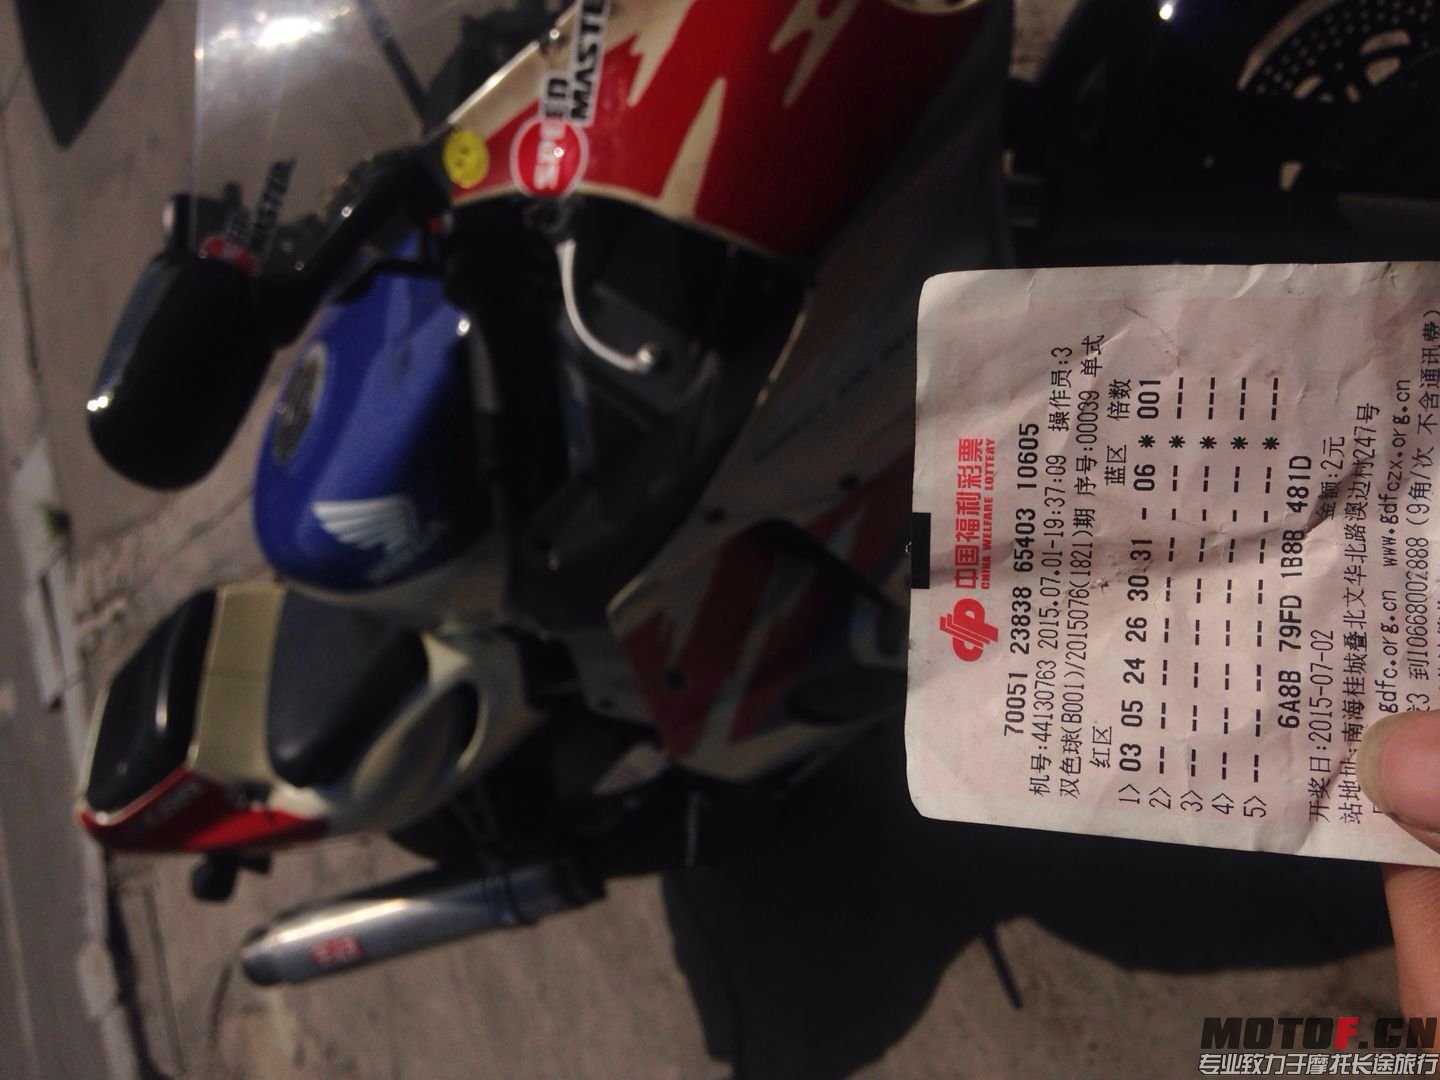 SPEED
MASTER
SPEED
MASTER
中国福利彩票
CHINA WELFARE LOTTERY
70051 23838 65403 10605
机号:44130763 2015.07.01-19:37:09 操作员:3
双色球(B001)/2015076(1821)期 序号:00039 单式
红区 蓝区 倍数
1> 03 05 24 26 30 31 - 06 * 001
2> -- -- -- -- -- -- -- * ---
3> -- -- -- -- -- -- -- * ---
4> -- -- -- -- -- -- -- * ---
5> -- -- -- -- -- -- -- * ---
6A8B 79FD 1B8B 481D
开奖日:2015-07-02 金额:2元
站地址:南海桂城叠北文华北路澳边村247号
gdfc.org.cn www.gdfczx.org.cn
到10668002888 (9角/次 不含通讯费)
MOTOF.CN
专业致力于摩托长途旅行